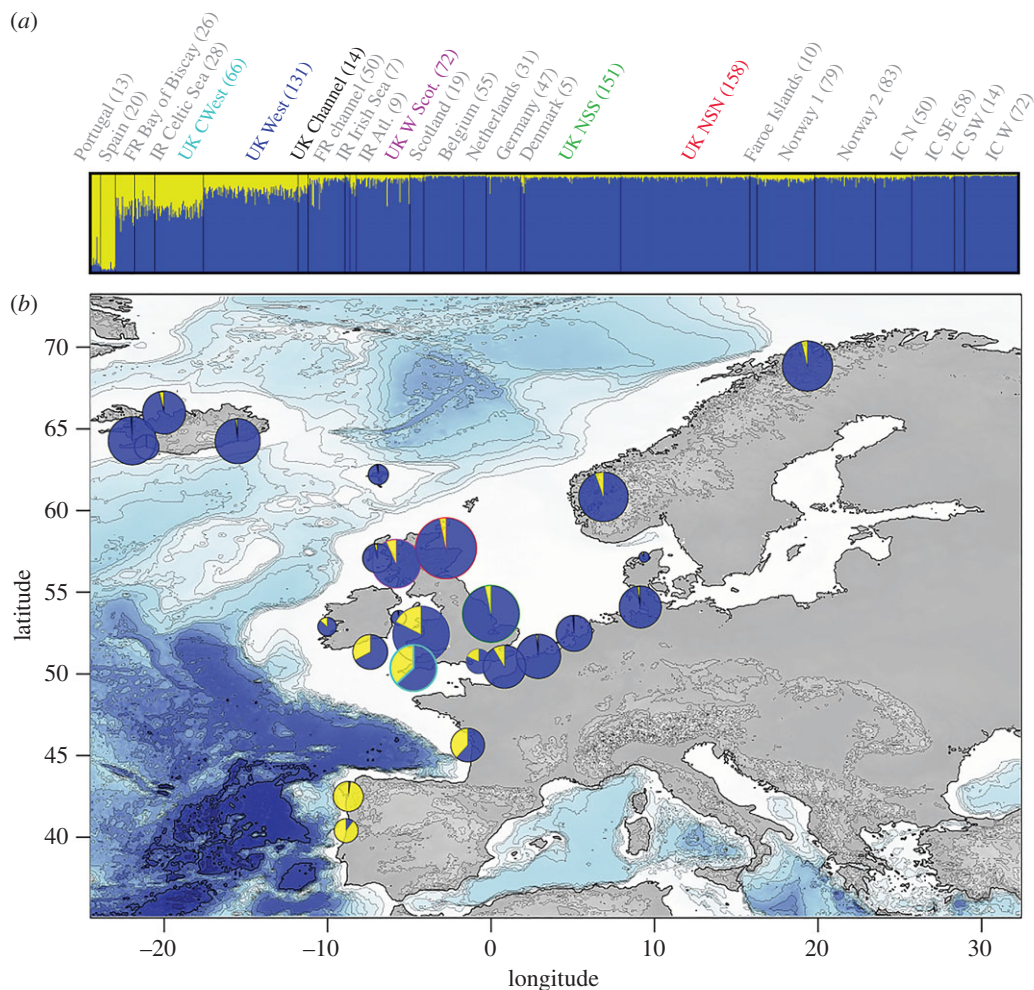 (a)
Portugal (13)
Spain (20)
FR Bay of Biscay (26)
IR Celtic Sea (28)
UK CWest (66)
UK West (131)
UK Channel (14)
FR channel (50)
IR Irish Sea (7)
IR Atl. (9)
UK W Scot. (72)
Scotland (19)
Belgium (55)
Netherlands (31)
Germany (47)
Denmark (5)
UK NSS (151)
UK NSN (158)
Faroe Islands (10)
Norway 1 (79)
Norway 2 (83)
IC N (50)
IC SE (58)
IC SW (14)
IC W (72)
(b)
70
65
60
55
50
45
40
latitude
–20
–10
0
10
20
30
longitude